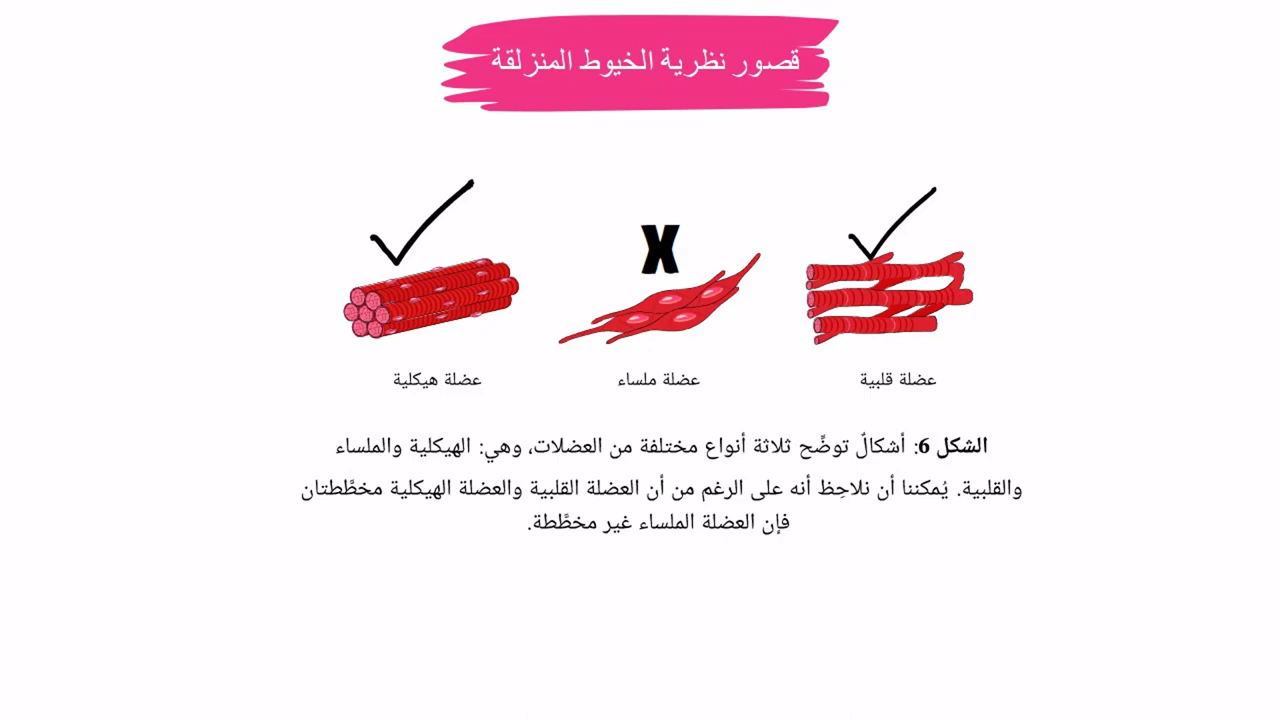 قصور نظرية الخيوط المنزلقة
X
عضلة قلبية
عضلة ملساء
عضلة هيكلية
الشكل 6: أشكالٌ توضِّح ثلاثة أنواع مختلفة من العضلات، وهي: الهيكلية والملساء
والقلبية. يُمكننا أن نلاحِظ أنه على الرغم من أن العضلة القلبية والعضلة الهيكلية مخطَّطتان
فإن العضلة الملساء غير مخطَّطة.